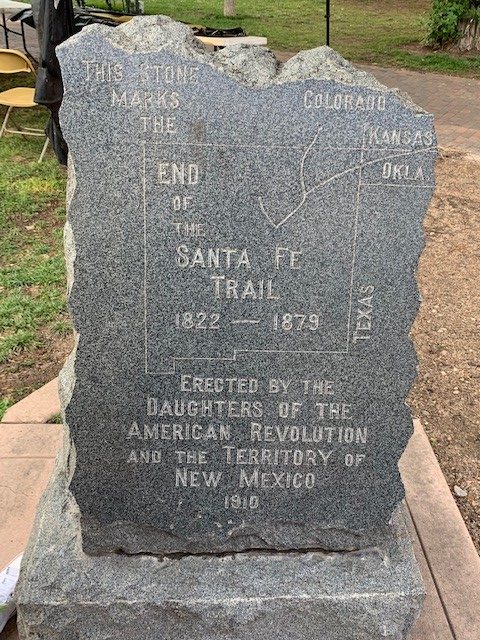 THIS STONE
MARKS
THE
COLORADO
KANSAS
OKLA.
END
OF
THE
SANTA FE
TRAIL
1822 — 1879
TEXAS
ERECTED BY THE
DAUGHTERS OF THE
AMERICAN REVOLUTION
AND THE TERRITORY OF
NEW MEXICO
1910